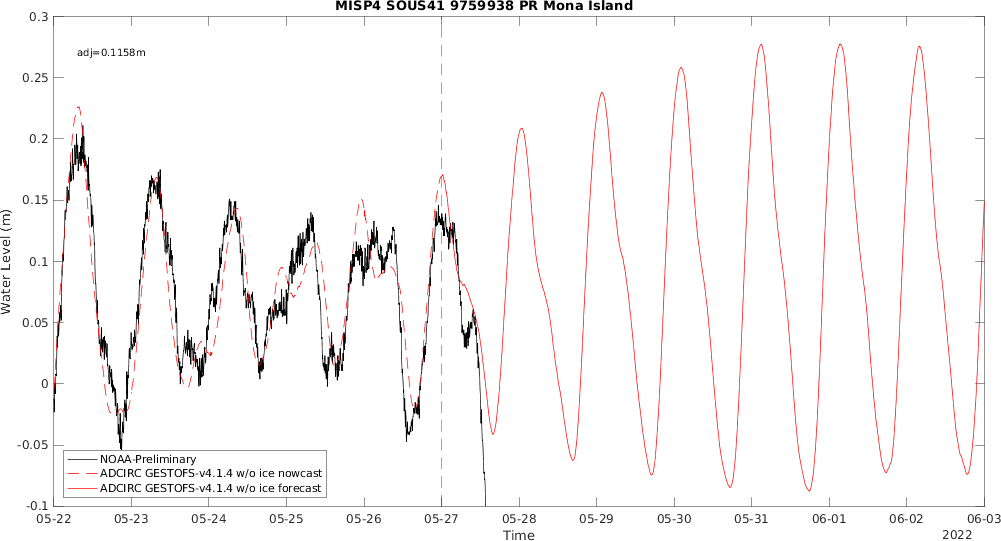 MISP4 SOUS41 9759938 PR Mona Island
adj=0.1158m
0.3
0.25
0.2
0.15
0.1
0.05
0
-0.05
-0.1
Water Level (m)
NOAA-Preliminary
ADCIRC GESTOFS-v4.1.4 w/o ice nowcast
ADCIRC GESTOFS-v4.1.4 w/o ice forecast
05-22 05-23 05-24 05-25 05-26 05-27 05-28 05-29 05-30 05-31 06-01 06-02 06-03
Time
2022